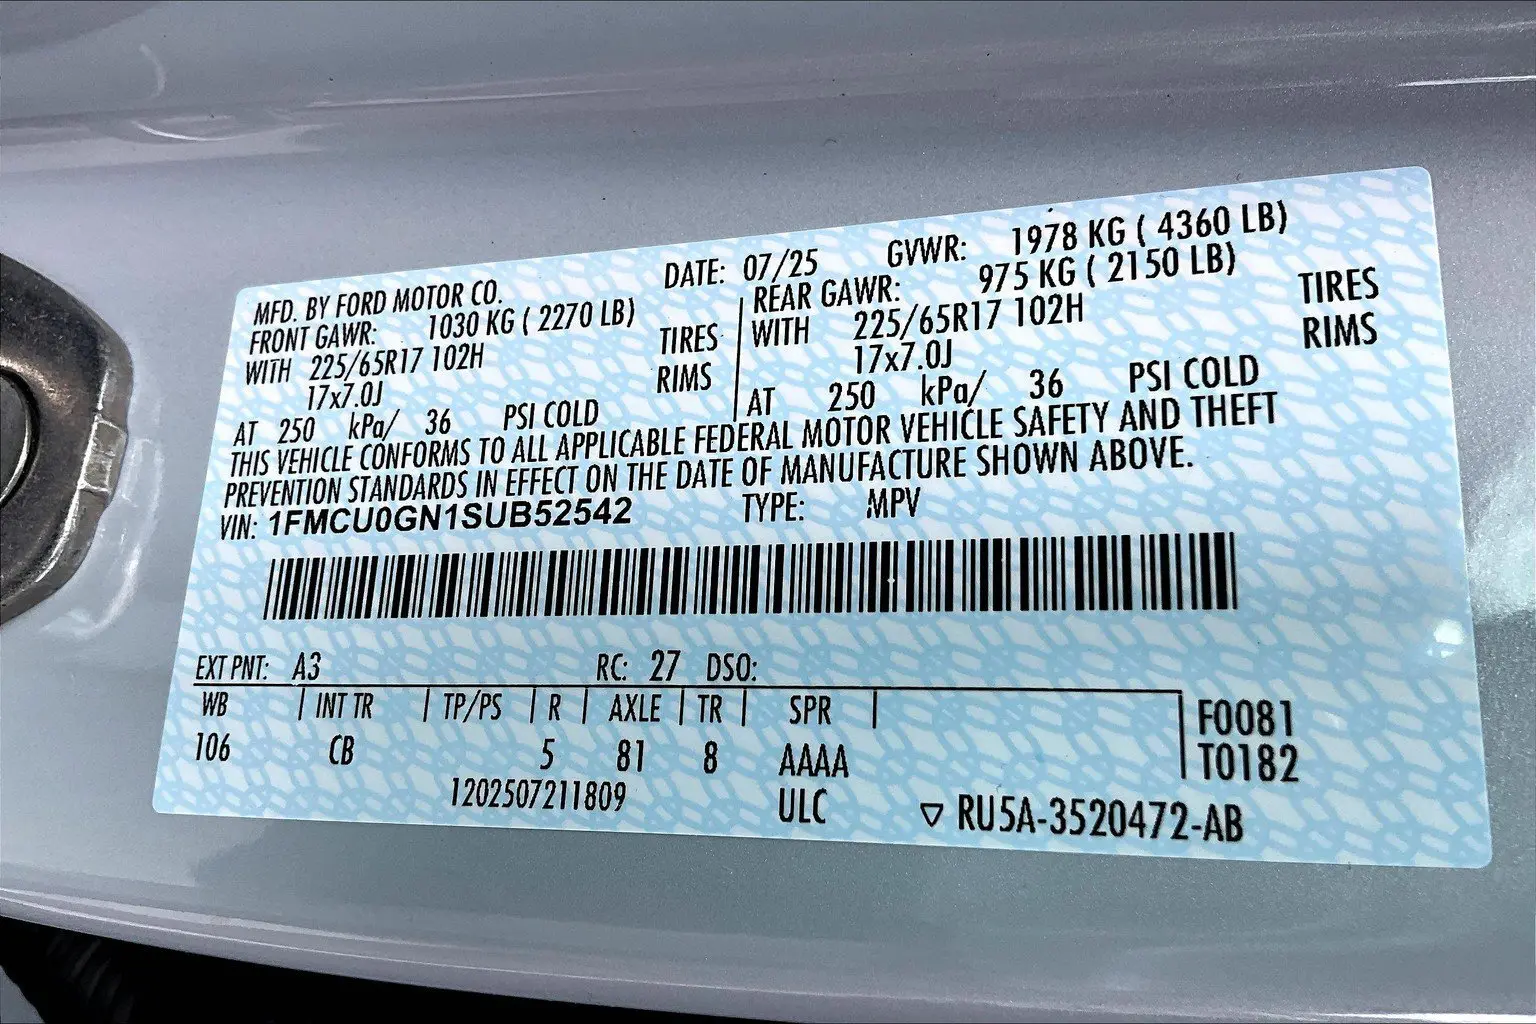 MFD. BY FORD MOTOR CO. DATE: 07/25 GVWR: 1978 KG ( 4360 LB)
FRONT GAWR: 1030 KG ( 2270 LB) REAR GAWR: 975 KG ( 2150 LB)
WITH 225/65R17 102H TIRES WITH 225/65R17 102H TIRES
17x7.0J RIMS 17x7.0J RIMS
AT 250 kPa/ 36 PSI COLD AT 250 kPa/ 36 PSI COLD
THIS VEHICLE CONFORMS TO ALL APPLICABLE FEDERAL MOTOR VEHICLE SAFETY AND THEFT
PREVENTION STANDARDS IN EFFECT ON THE DATE OF MANUFACTURE SHOWN ABOVE.
VIN: 1FMCU0GN1SUB52542 TYPE: MPV
EXT PNT: A3 RC: 27 DSO:
WB | INT TR | TP/PS | R | AXLE | TR | SPR | F0081
106 CB 5 81 8 AAAA T0182
1202507211809 ULC ▽ RU5A-3520472-AB